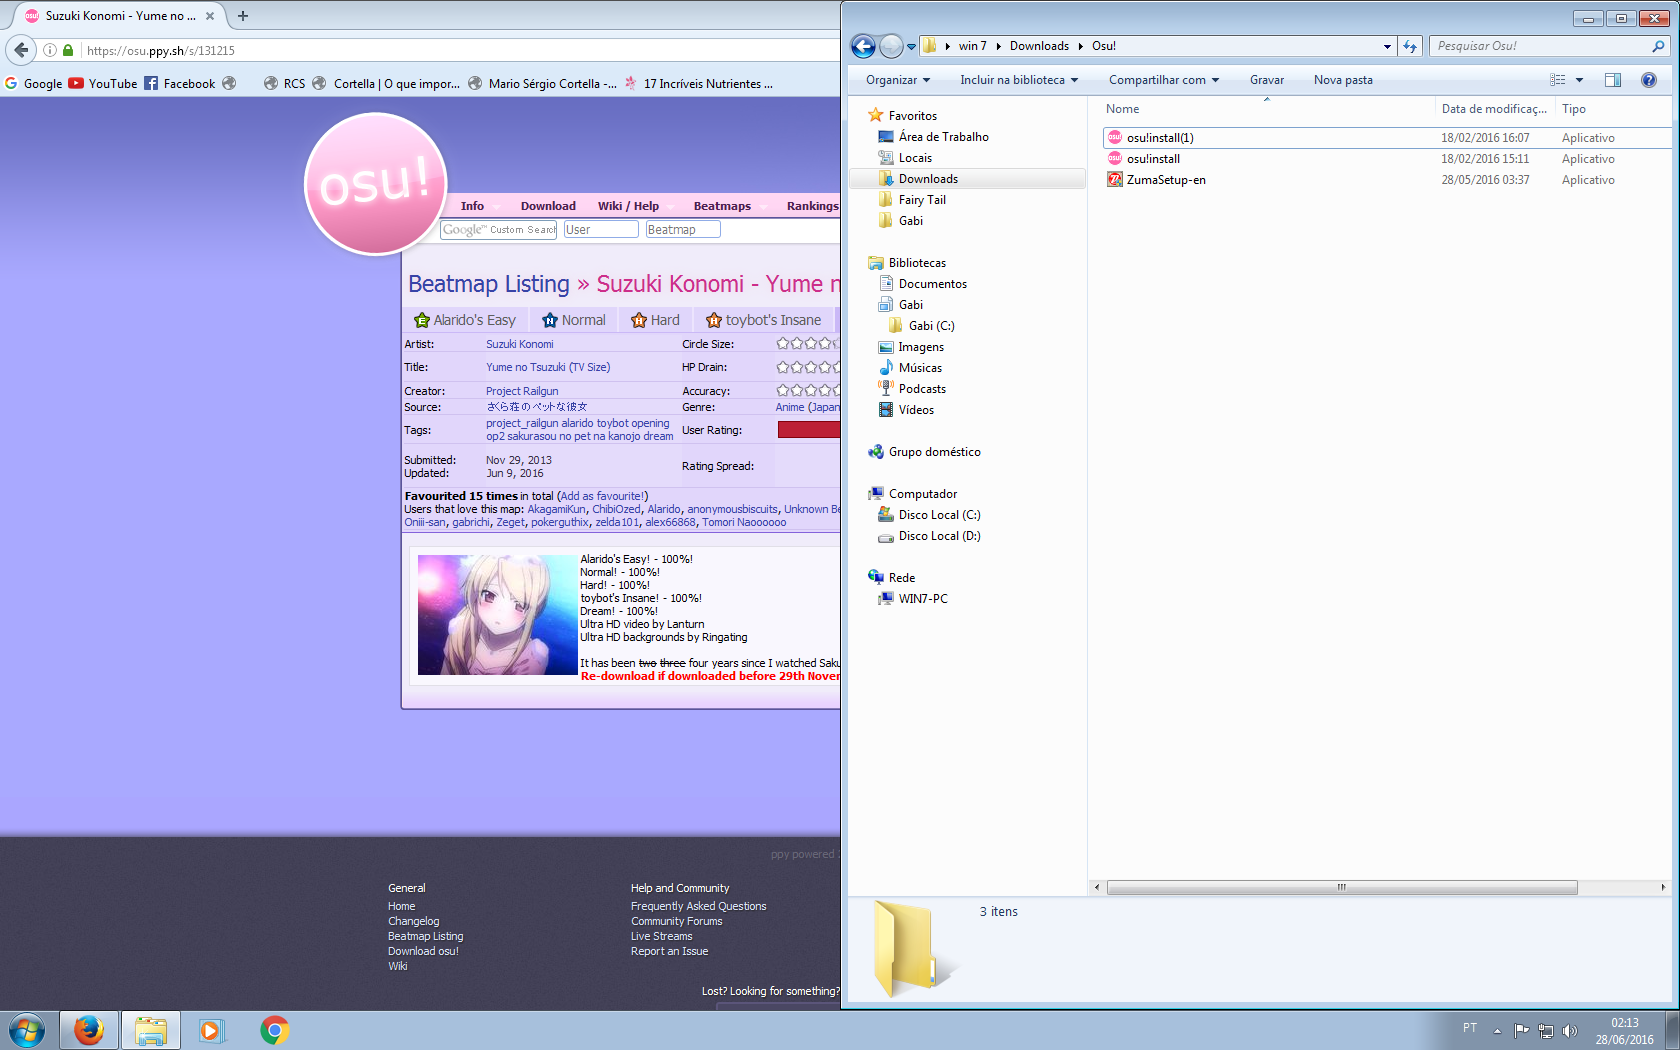 Suzuki Konomi - Yume no ...
https://osu.ppy.sh/s/131215
Google YouTube Facebook RCS Cortella | O que impor... Mario Sérgio Cortella -... 17 Incríveis Nutrientes ...
osu!
Info Download Wiki / Help Beatmaps Rankings
Google™ Custom Search User Beatmap
Beatmap Listing » Suzuki Konomi - Yume n
Alarido's Easy Normal Hard toybot's Insane
Artist: Suzuki Konomi Circle Size:
Title: Yume no Tsuzuki (TV Size) HP Drain:
Creator: Project Railgun Accuracy:
Source: さくら荘のペットな彼女 Genre: Anime (Japan
Tags: project_railgun alarido toybot opening
op2 sakurasou no pet na kanojo dream
User Rating:
Submitted: Nov 29, 2013
Updated: Jun 9, 2016
Rating Spread:
Favourited 15 times in total (Add as favourite!)
Users that love this map: AkagamiKun, ChibiOzed, Alarido, anonymousbiscuits, Unknown Be
Oniii-san, gabrichi, Zeget, pokerguthix, zelda101, alex66868, Tomori Naoooooo
Alarido's Easy! - 100%!
Normal! - 100%!
Hard! - 100%!
toybot's Insane! - 100%!
Dream! - 100%!
Ultra HD video by Lanturn
Ultra HD backgrounds by Ringating
It has been two three four years since I watched Saku
Re-download if downloaded before 29th Nover
ppy powered
General
Home
Changelog
Beatmap Listing
Download osu!
Wiki
Help and Community
Frequently Asked Questions
Community Forums
Live Streams
Report an Issue
Lost? Looking for something?
win 7 Downloads Osu!
Pesquisar Osu!
Organizar Incluir na biblioteca Compartilhar com Gravar Nova pasta
Favoritos
Área de Trabalho
Locais
Downloads
Fairy Tail
Gabi
Bibliotecas
Documentos
Gabi
Gabi (C:)
Imagens
Músicas
Podcasts
Vídeos
Grupo doméstico
Computador
Disco Local (C:)
Disco Local (D:)
Rede
WIN7-PC
Nome Data de modificaç... Tipo
osu!install(1) 18/02/2016 16:07 Aplicativo
osu!install 18/02/2016 15:11 Aplicativo
ZumaSetup-en 28/05/2016 03:37 Aplicativo
3 itens
PT
02:13
28/06/2016